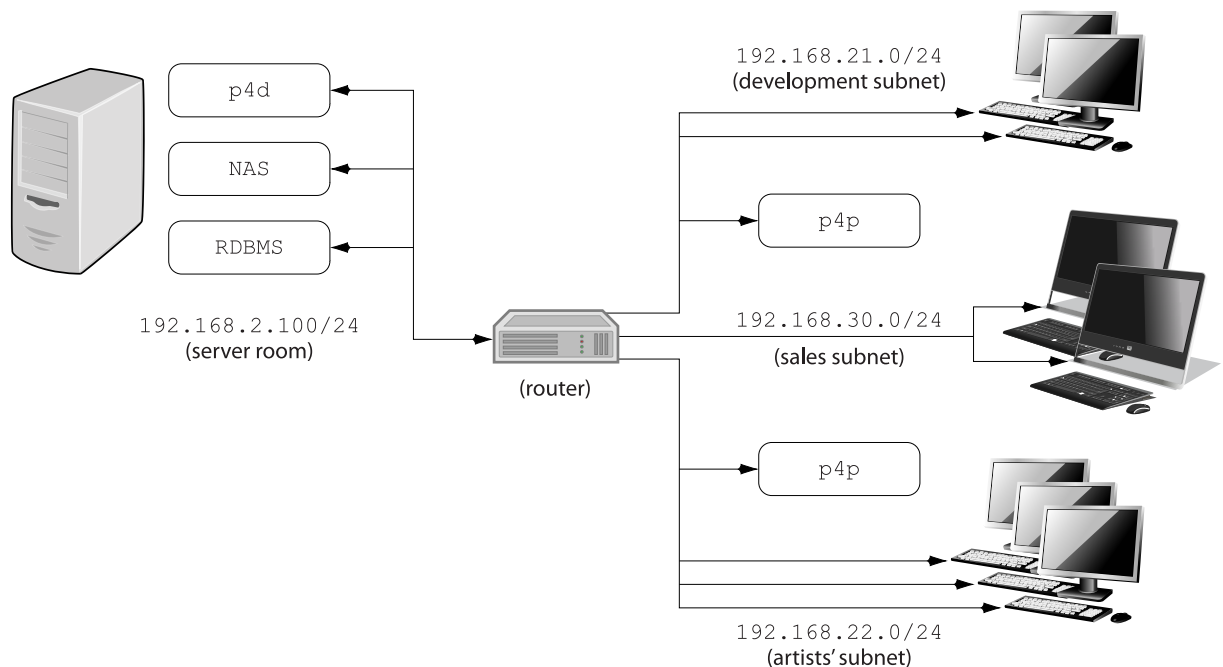 p4d
NAS
RDBMS
192.168.2.100/24
(server room)
(router)
192.168.21.0/24
(development subnet)
p4p
192.168.30.0/24
(sales subnet)
p4p
192.168.22.0/24
(artists' subnet)